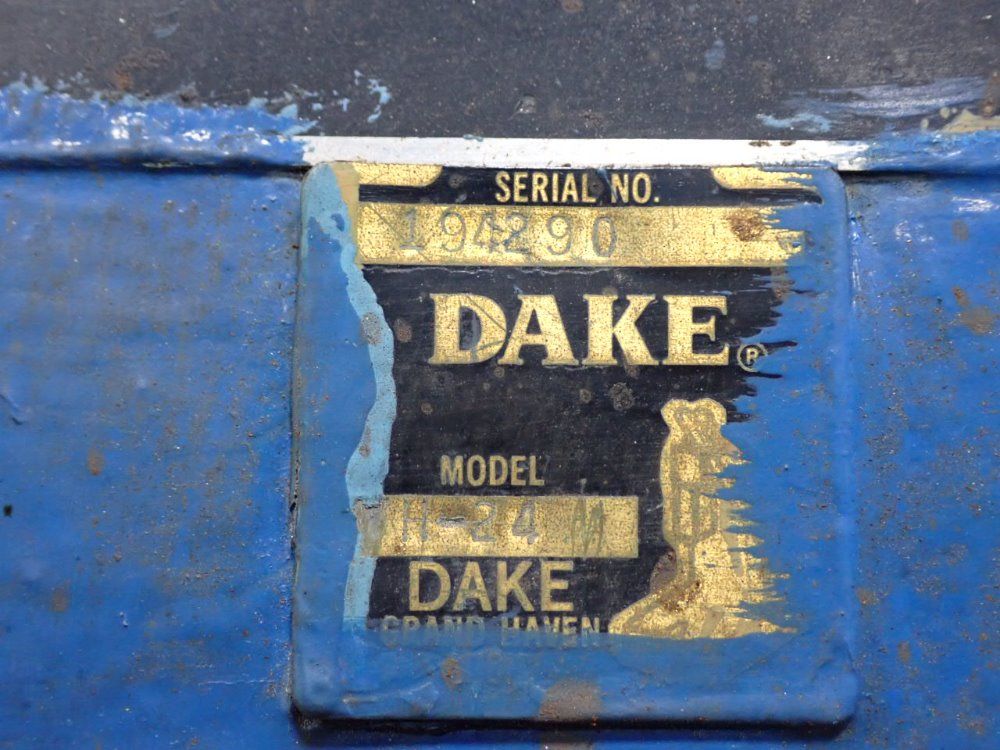 SERIAL NO.
194290
DAKE®
MODEL
H-24
DAKE
GRAND HAVEN